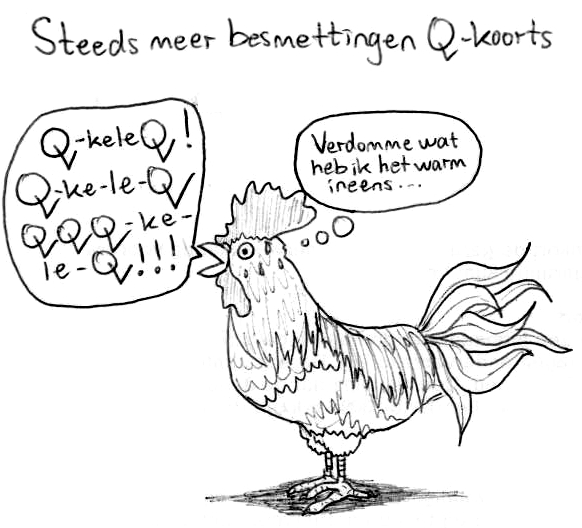 Steeds meer besmettingen Q-koorts
Q-keleQ!
Q-ke-le-Q
QQQ-ke-
le-Q!!!
Verdomme wat
heb ik het warm
ineens...